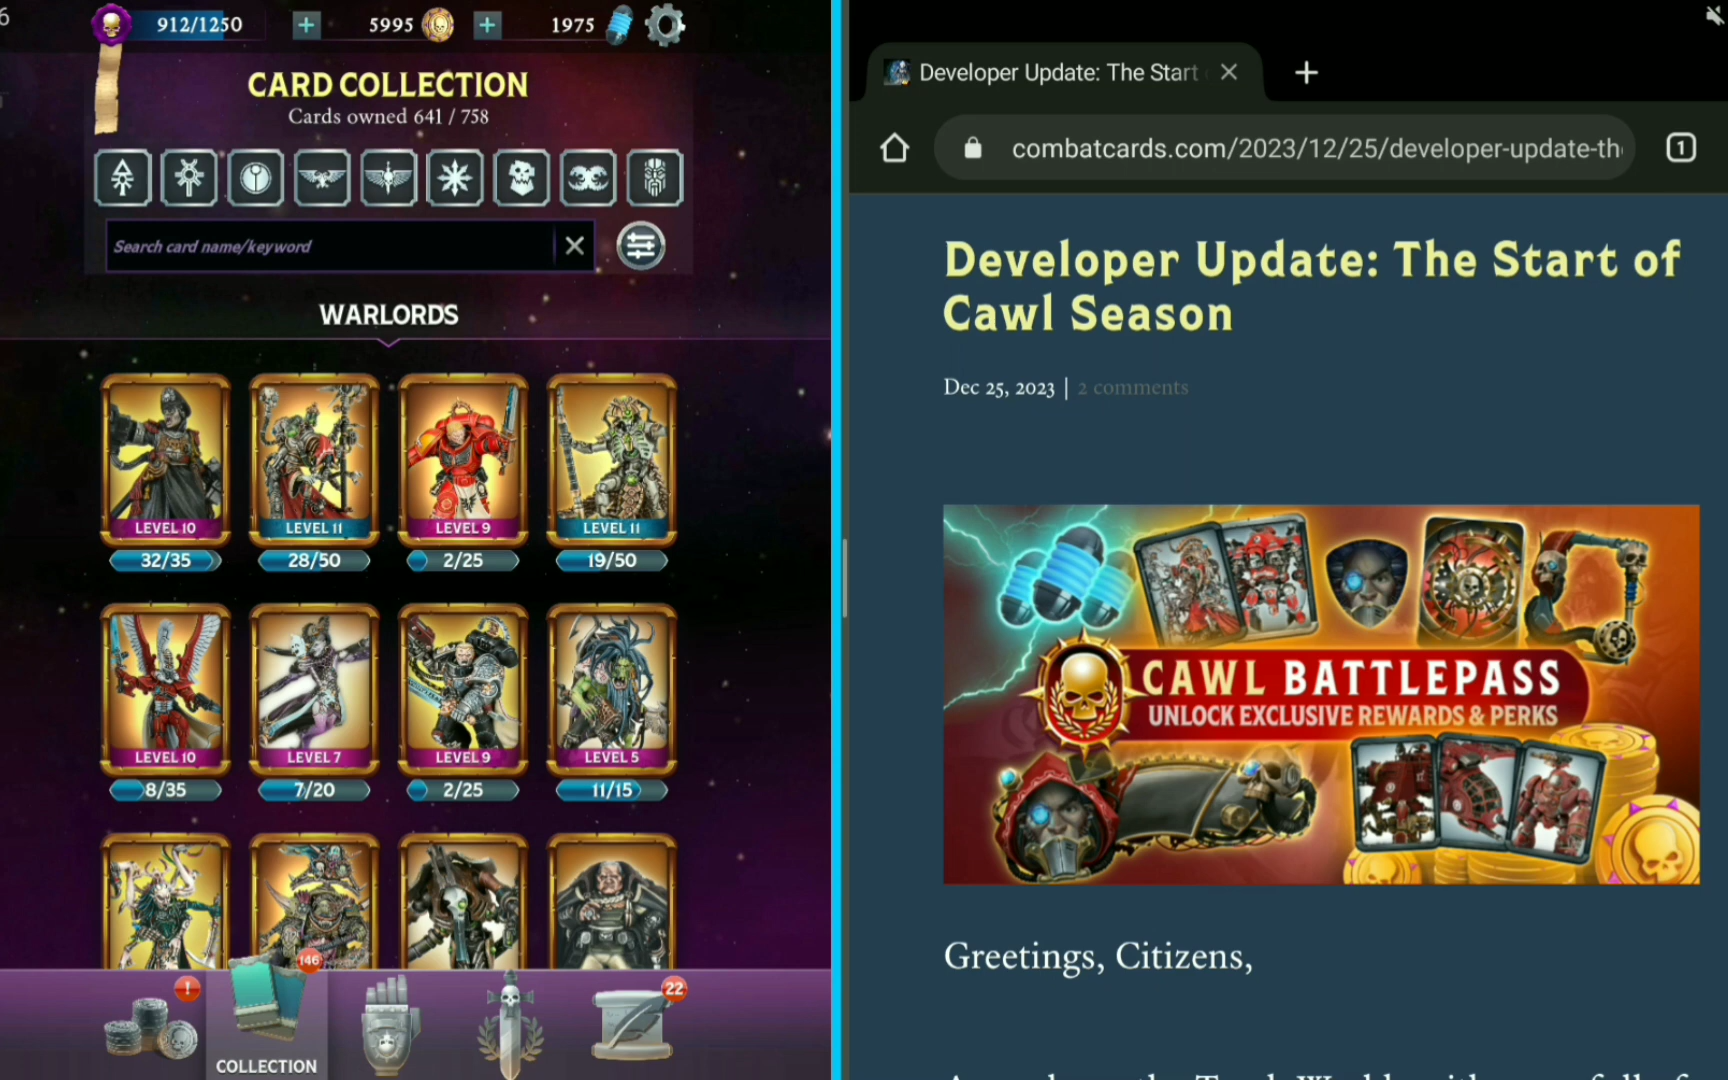 6
912/1250
5995
1975
CARD COLLECTION
Cards owned 641 / 758
Search card name/keyword
WARLORDS
LEVEL 10
LEVEL 11
LEVEL 9
LEVEL 11
32/35
28/50
2/25
19/50
LEVEL 10
LEVEL 7
LEVEL 9
LEVEL 5
8/35
7/20
2/25
11/15
!
146
22
COLLECTION
Developer Update: The Start
combatcards.com/2023/12/25/developer-update-th
1
Developer Update: The Start of
Cawl Season
Dec 25, 2023 | 2 comments
CAWL BATTLEPASS
UNLOCK EXCLUSIVE REWARDS & PERKS
Greetings, Citizens,